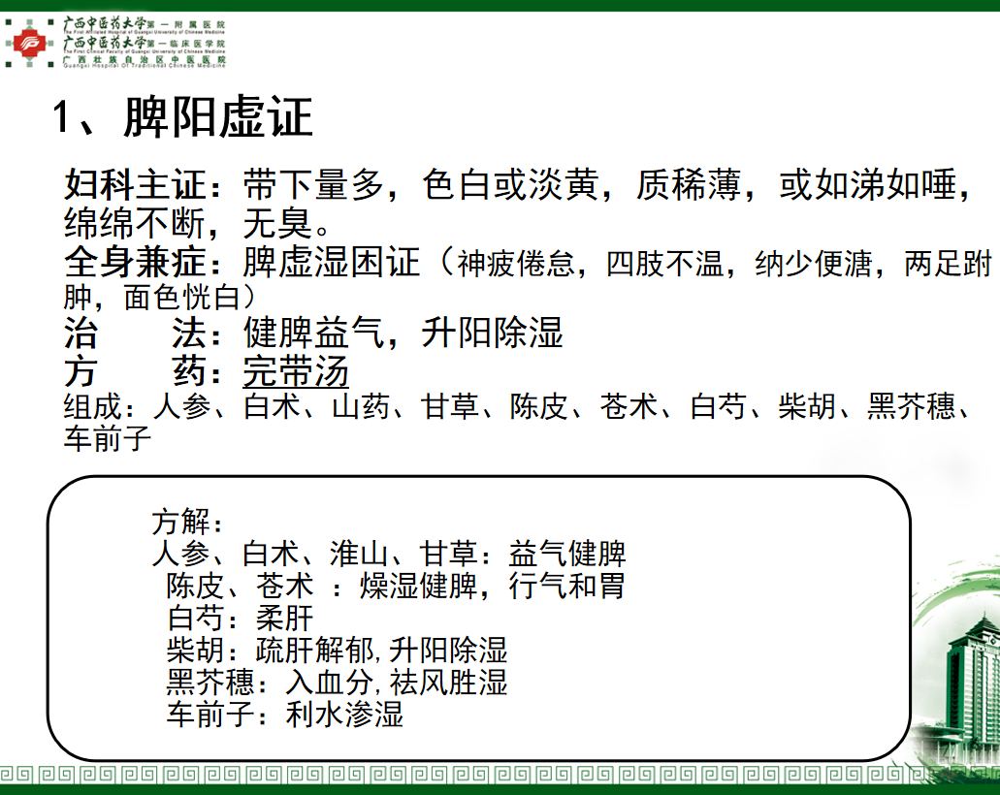 广西中医药大学第一附属医院
The First Affiliated Hospital of Guangxi University of Chinese Medicine
广西中医药大学第一临床医学院
The First Clinical Faculty of Guangxi University of Chinese Medicine
广西壮族自治区中医医院
Guangxi Hospital Of Traditional Chinese Medicine
1、脾阳虚证
妇科主证：带下量多，色白或淡黄，质稀薄，或如涕如唾，
绵绵不断，无臭。
全身兼症：脾虚湿困证（神疲倦怠，四肢不温，纳少便溏，两足跗
肿，面色恍白）
治　　法：健脾益气，升阳除湿
方　　药：完带汤
组成：人参、白术、山药、甘草、陈皮、苍术、白芍、柴胡、黑芥穗、
车前子
方解：
人参、白术、淮山、甘草：益气健脾
陈皮、苍术 ：燥湿健脾，行气和胃
白芍：柔肝
柴胡：疏肝解郁,升阳除湿
黑芥穗：入血分,祛风胜湿
车前子：利水渗湿